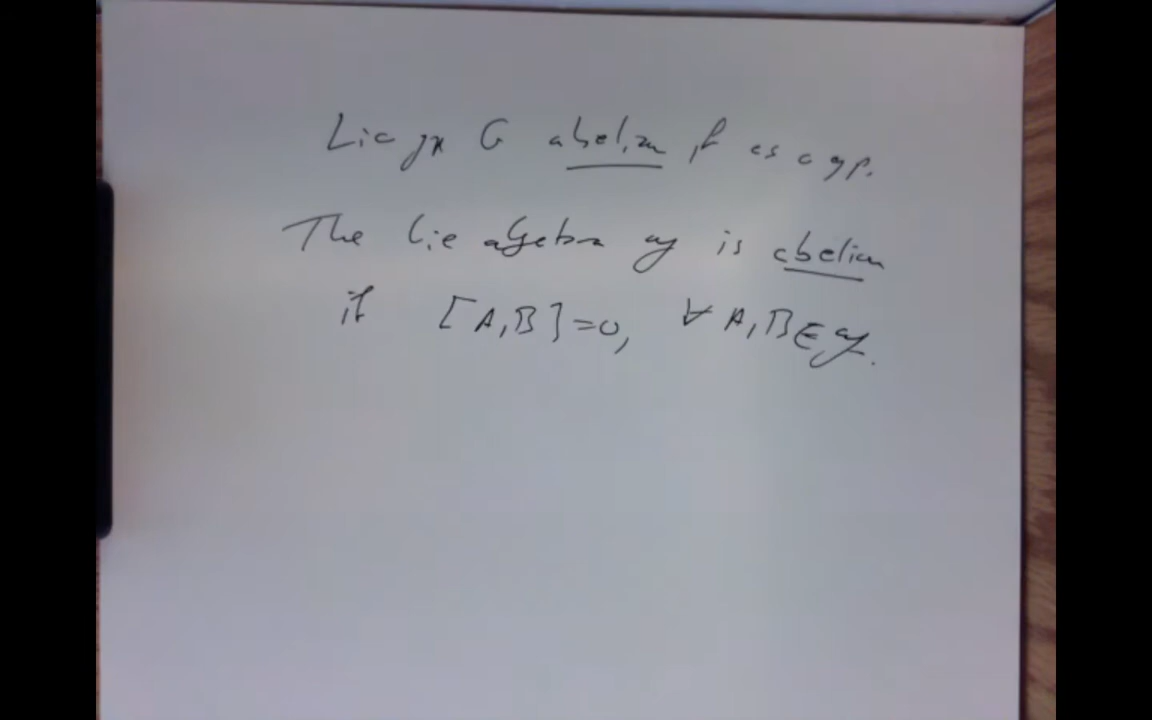 Lie gp G abelian if as a gp.
The Lie algebra 𝔤 is abelian
if [A,B]=0, ∀ A,B∈𝔤.